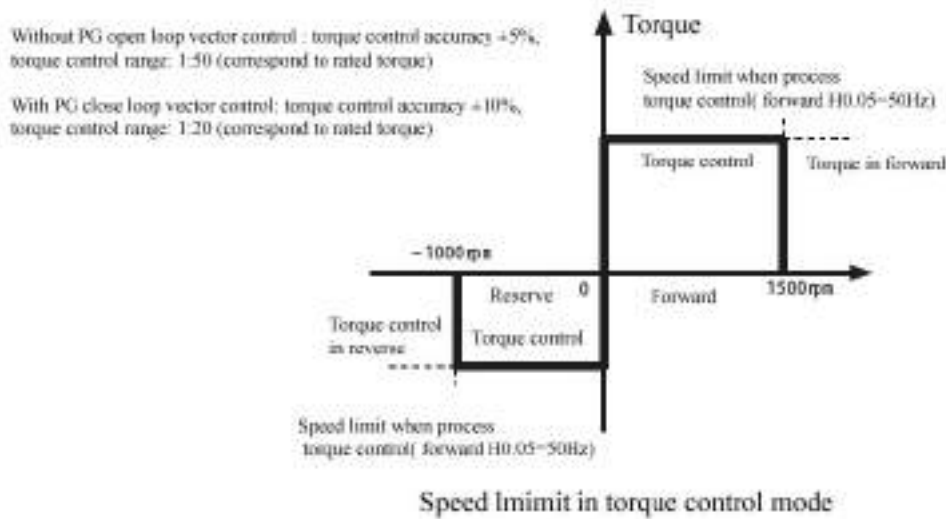 Without PG open loop vector control : torque control accuracy +5%,
torque control range: 1:50 (correspond to rated torque)
With PG close loop vector control: torque control accuracy +10%,
torque control range: 1:20 (correspond to rated torque)
Torque
Speed limit when process
torque control( forward H0.05=50Hz)
Torque control
Torque in forward
-1000rpm
Reserve
0
Forward
1500rpm
Torque control
in reverse
Torque control
Speed limit when process
torque control( forward H0.05=50Hz)
Speed lmimit in torque control mode